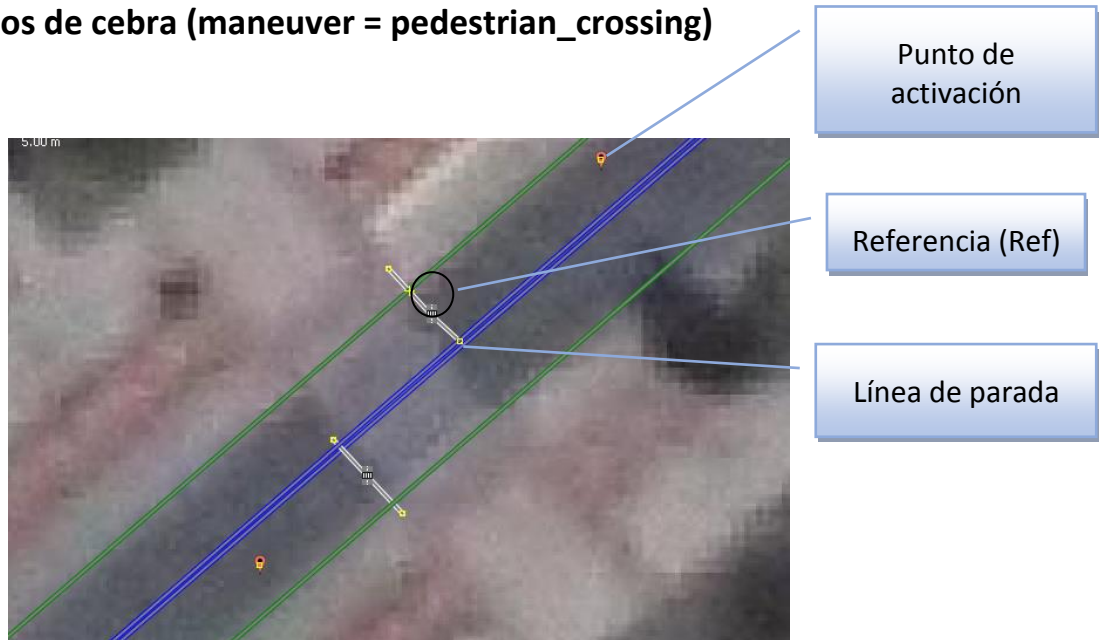 os de cebra (maneuver = pedestrian_crossing)
Punto de
activación
5.00 m
Referencia (Ref)
Línea de parada